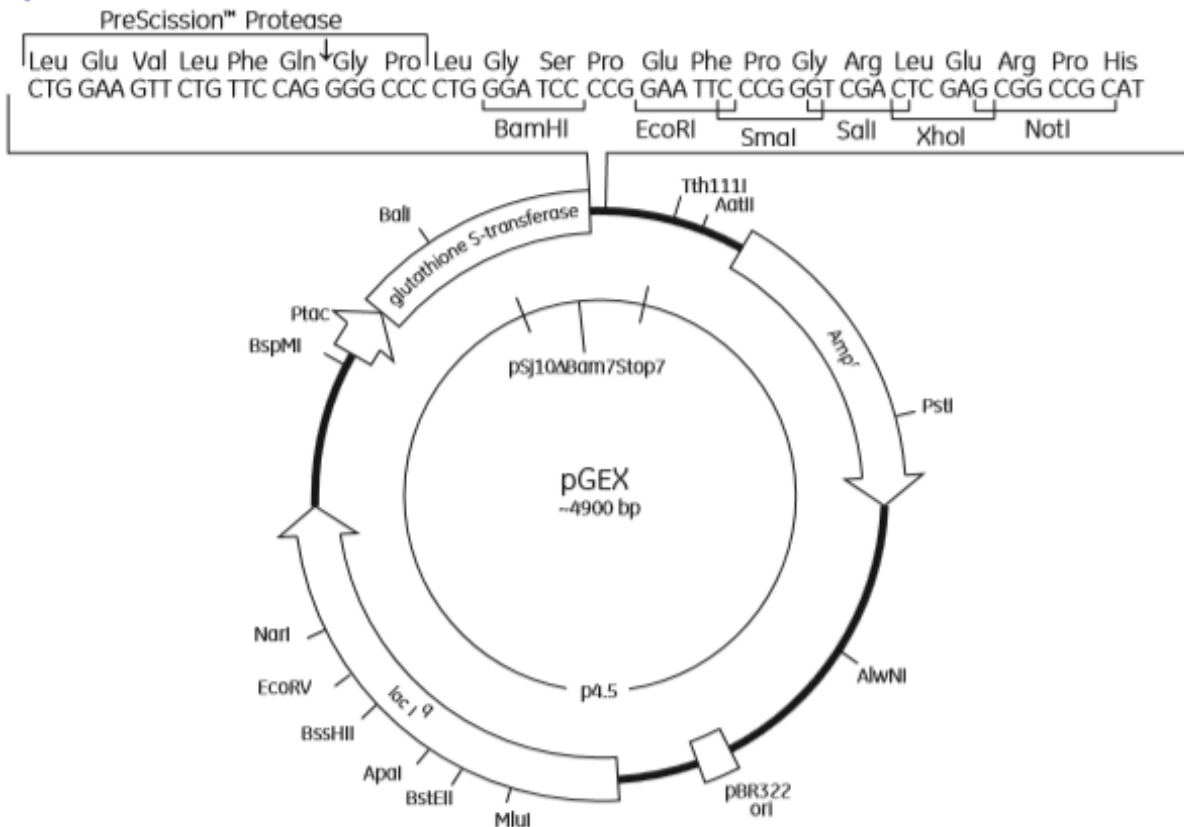 PreScission™ Protease
Leu Glu Val Leu Phe Gln↓Gly Pro Leu Gly Ser Pro Glu Phe Pro Gly Arg Leu Glu Arg Pro His
CTG GAA GTT CTG TTC CAG GGG CCC CTG GGA TCC CCG GAA TTC CCG GGT CGA CTC GAG CGG CCG CAT
BamHI EcoRI SmaI SalI XhoI NotI
Tth111I
AatII
BalI
glutathione S-transferase
Ptac
BspMI
Ampʳ
PstI
pSJ10ΔBam7Stop7
pGEX
~4900 bp
NarI
EcoRV
BssHII
ApaI
BstEII
MluI
lac I q
p4.5
AlwNI
pBR322
ori